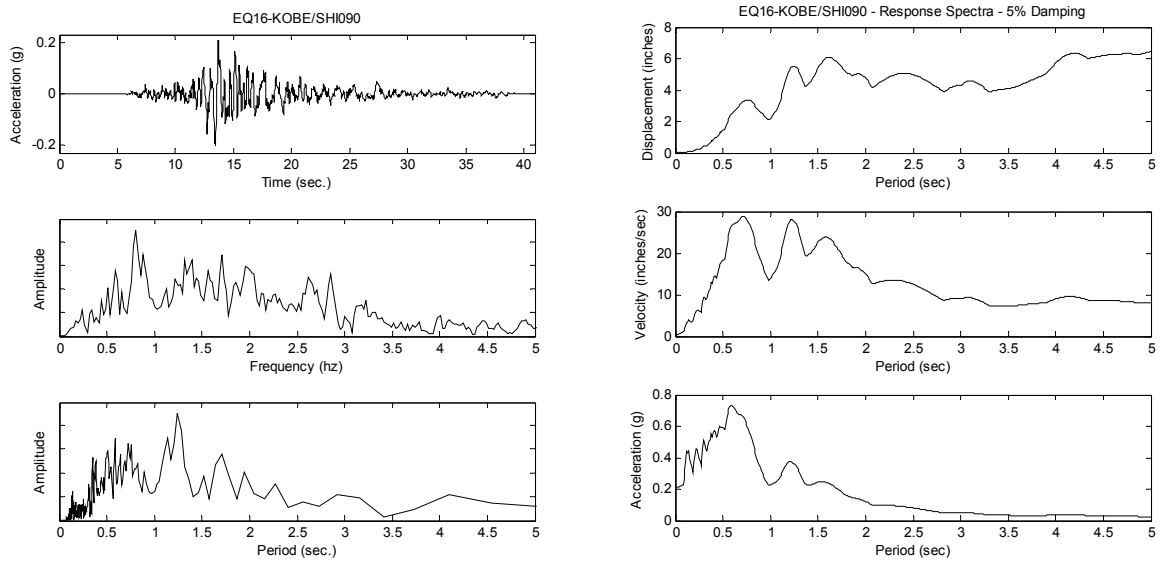 EQ16-KOBE/SHI090
0.2
0
-0.2
Acceleration (g)
0 5 10 15 20 25 30 35 40
Time (sec.)
Amplitude
0 0.5 1 1.5 2 2.5 3 3.5 4 4.5 5
Frequency (hz)
Amplitude
0 0.5 1 1.5 2 2.5 3 3.5 4 4.5 5
Period (sec.)
EQ16-KOBE/SHI090 - Response Spectra - 5% Damping
8
6
4
2
0
Displacement (inches)
0 0.5 1 1.5 2 2.5 3 3.5 4 4.5 5
Period (sec)
30
20
10
0
Velocity (inches/sec)
0 0.5 1 1.5 2 2.5 3 3.5 4 4.5 5
Period (sec)
0.8
0.6
0.4
0.2
0
Acceleration (g)
0 0.5 1 1.5 2 2.5 3 3.5 4 4.5 5
Period (sec)